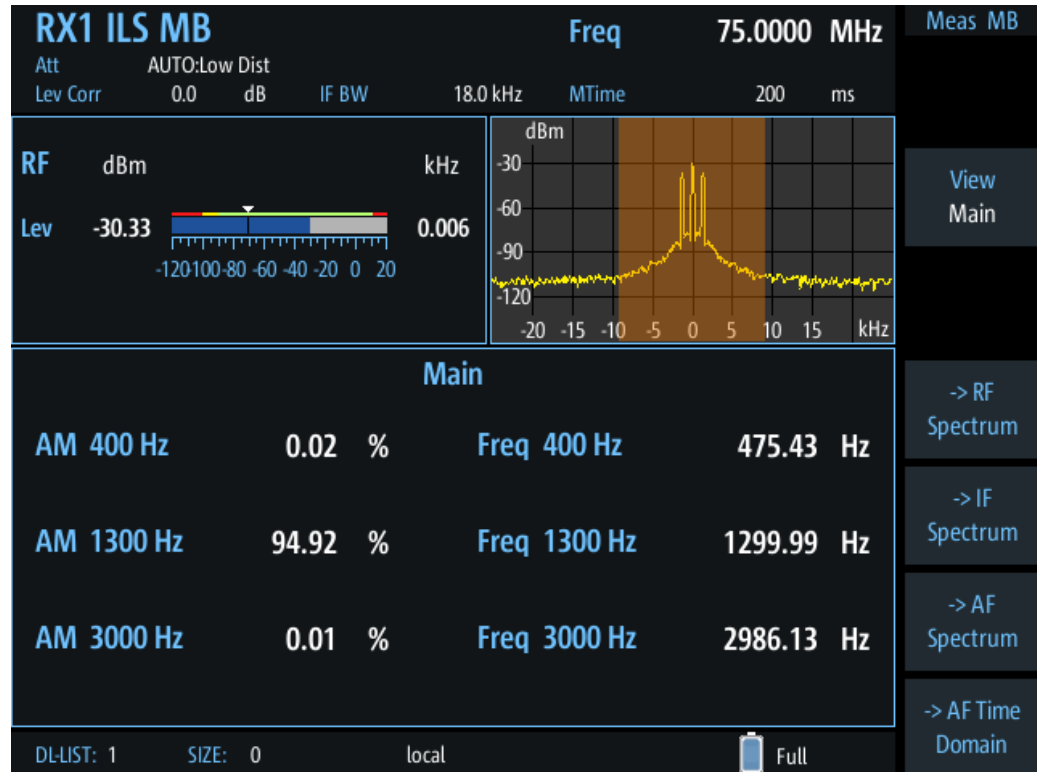 RX1 ILS MB Freq 75.0000 MHz
Att AUTO:Low Dist
Lev Corr 0.0 dB IF BW 18.0 kHz MTime 200 ms
Meas MB
RF dBm kHz
Lev -30.33 0.006
-120-100-80 -60 -40 -20 0 20
dBm
-30
-60
-90
-120
-20 -15 -10 -5 0 5 10 15 kHz
View
Main
Main
AM 400 Hz 0.02 % Freq 400 Hz 475.43 Hz
AM 1300 Hz 94.92 % Freq 1300 Hz 1299.99 Hz
AM 3000 Hz 0.01 % Freq 3000 Hz 2986.13 Hz
-> RF
Spectrum
-> IF
Spectrum
-> AF
Spectrum
-> AF Time
Domain
DL-LIST: 1 SIZE: 0 local Full